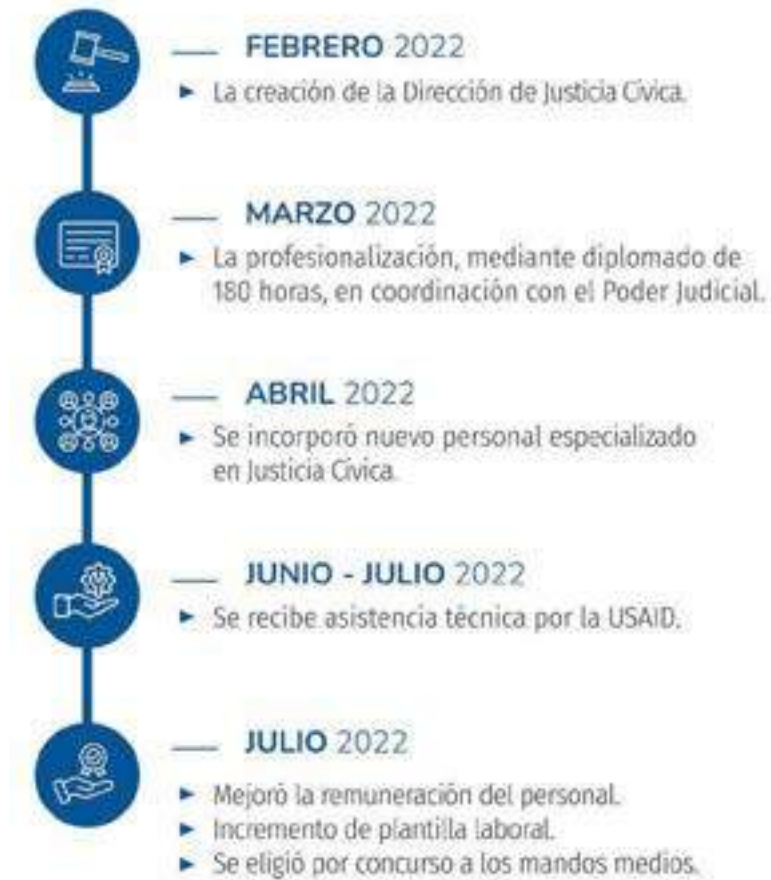 FEBRERO 2022
► La creación de la Dirección de Justicia Cívica.
MARZO 2022
► La profesionalización, mediante diplomado de
180 horas, en coordinación con el Poder Judicial.
ABRIL 2022
► Se incorporó nuevo personal especializado
en Justicia Cívica.
JUNIO - JULIO 2022
► Se recibe asistencia técnica por la USAID.
JULIO 2022
► Mejoró la remuneración del personal.
► Incremento de plantilla laboral.
► Se eligió por concurso a los mandos medios.